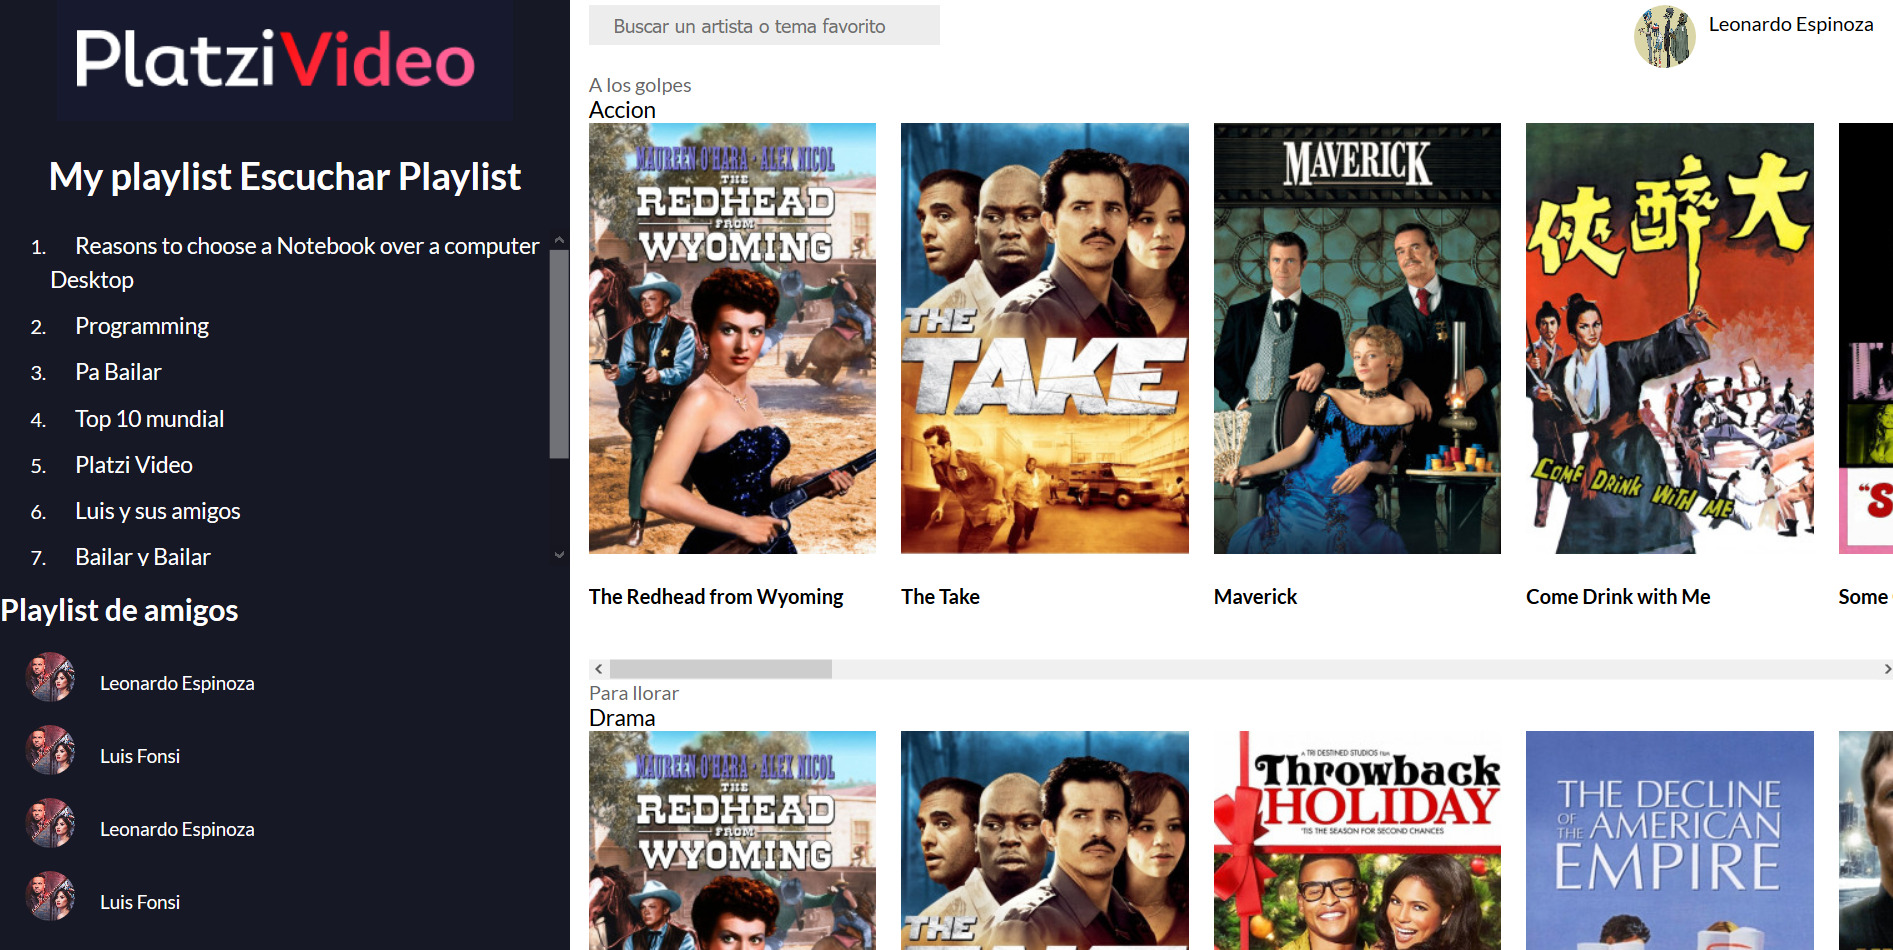 PlatziVideo
My playlist Escuchar Playlist
1. Reasons to choose a Notebook over a computer
Desktop
2. Programming
3. Pa Bailar
4. Top 10 mundial
5. Platzi Video
6. Luis y sus amigos
7. Bailar y Bailar
Playlist de amigos
Leonardo Espinoza
Luis Fonsi
Leonardo Espinoza
Luis Fonsi
Buscar un artista o tema favorito
Leonardo Espinoza
A los golpes
Accion
MAUREEN O'HARA · ALEX NICOL
THE
REDHEAD
FROM
WYOMING
THE
TAKE
MAVERICK
大醉俠
COME DRINK WITH ME
"S
The Redhead from Wyoming
The Take
Maverick
Come Drink with Me
Some
Para llorar
Drama
MAUREEN O'HARA · ALEX NICOL
THE
REDHEAD
FROM
WYOMING
THE
TAKE
A TRI DESTINED STUDIOS FILM
Throwback
HOLIDAY
'TIS THE SEASON FOR SECOND CHANCES
THE DECLINE
OF THE AMERICAN
EMPIRE